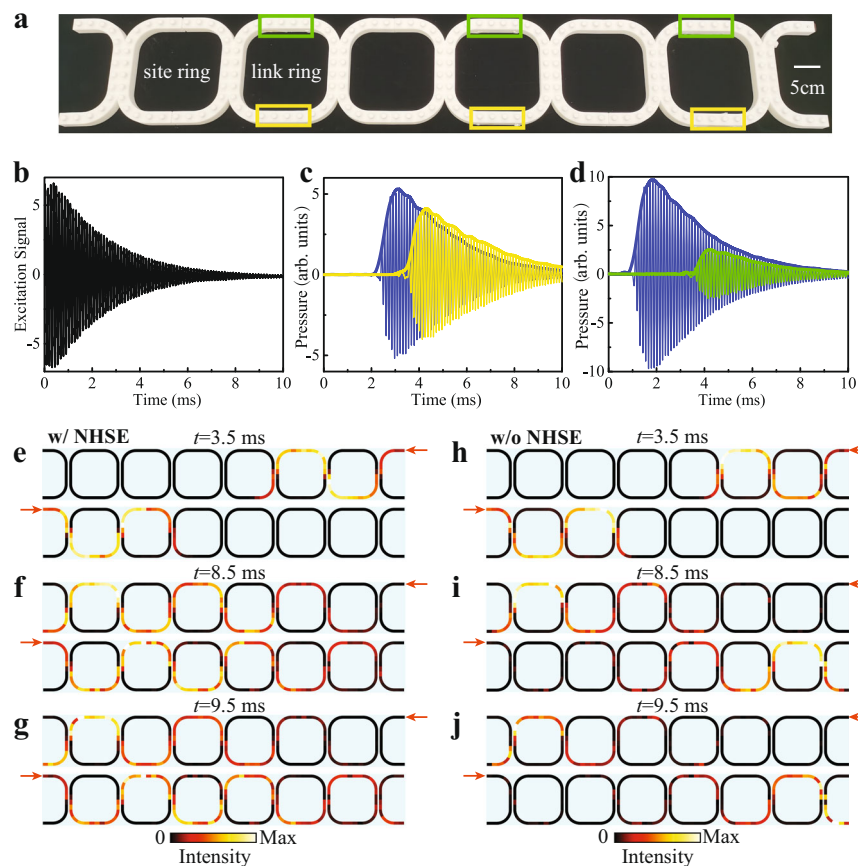 a
site ring
link ring
5cm
b
Excitation Signal
5
0
-5
0 2 4 6 8 10
Time (ms)
c
Pressure (arb. units)
5
0
-5
0 2 4 6 8 10
Time (ms)
d
Pressure (arb. units)
10
5
0
-5
-10
0 2 4 6 8 10
Time (ms)
w/ NHSE
t=3.5 ms
e
f
t=8.5 ms
g
t=9.5 ms
0 Max
Intensity
w/o NHSE
t=3.5 ms
h
i
t=8.5 ms
j
t=9.5 ms
0 Max
Intensity